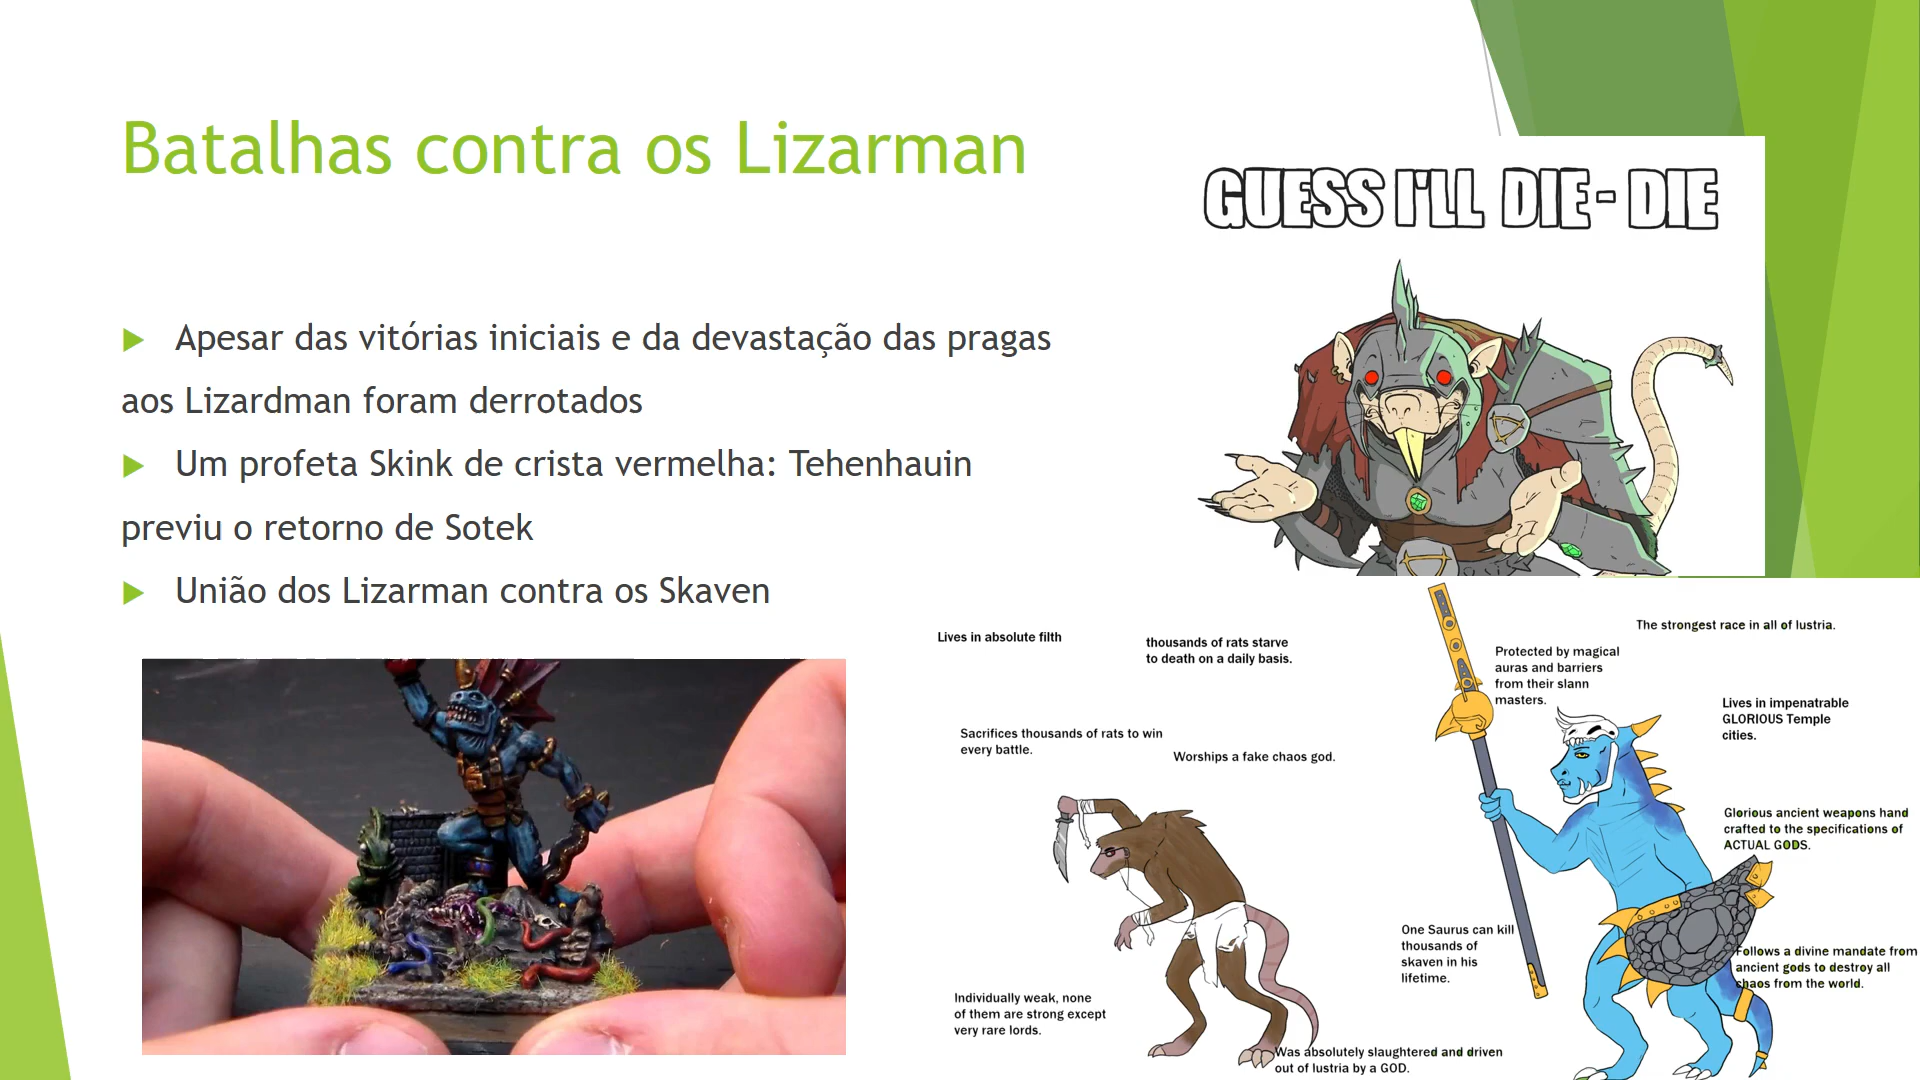 Batalhas contra os Lizarman
GUESS I'LL DIE - DIE
Apesar das vitórias iniciais e da devastação das pragas
aos Lizardman foram derrotados
Um profeta Skink de crista vermelha: Tehenhauin
previu o retorno de Sotek
União dos Lizarman contra os Skaven
Lives in absolute filth
thousands of rats starve
to death on a daily basis.
Sacrifices thousands of rats to win
every battle.
Worships a fake chaos god.
Individually weak, none
of them are strong except
very rare lords.
Was absolutely slaughtered and driven
out of lustria by a GOD.
The strongest race in all of lustria.
Protected by magical
auras and barriers
from their slann
masters.
Lives in impenatrable
GLORIOUS Temple
cities.
Glorious ancient weapons hand
crafted to the specifications of
ACTUAL GODS.
One Saurus can kill
thousands of
skaven in his
lifetime.
Follows a divine mandate from
ancient gods to destroy all
chaos from the world.